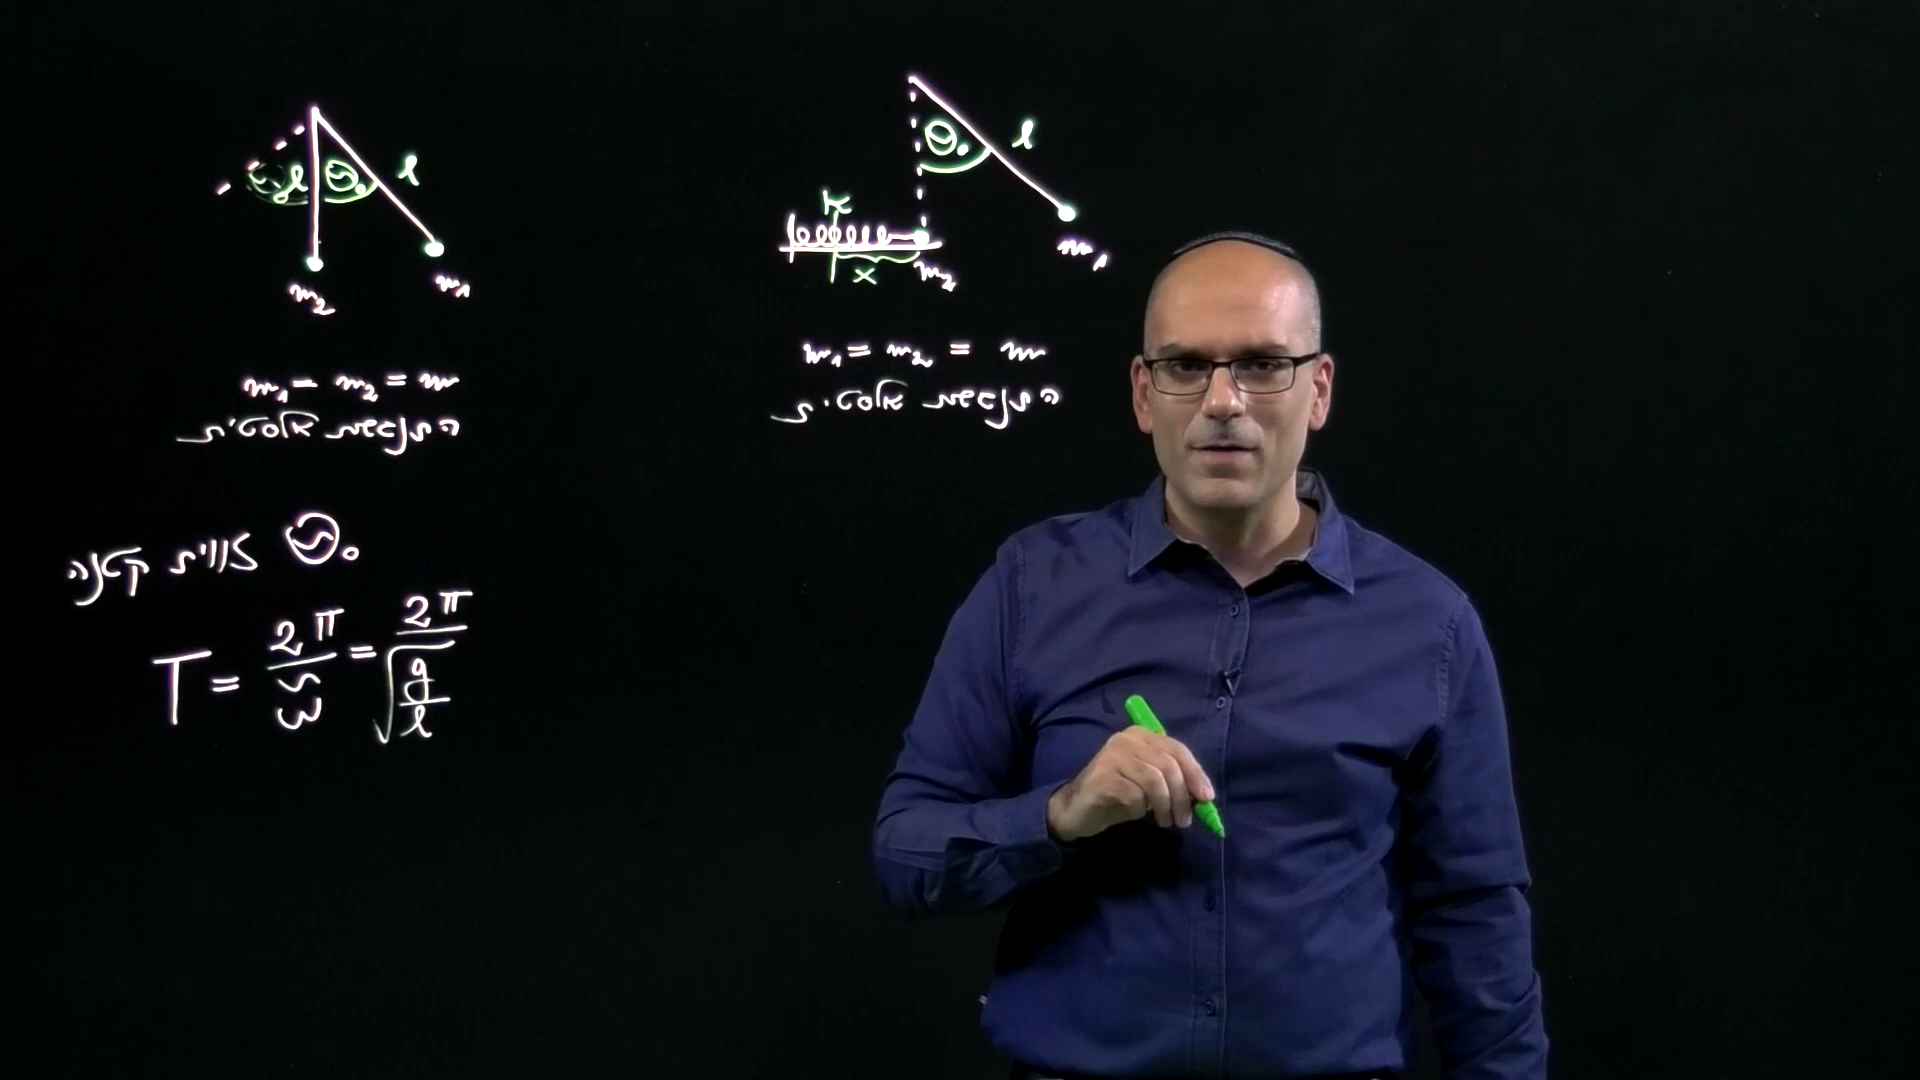 θ₀ θ₀ l
m₂ m₁
m₁ = m₂ = m
התנגשות אלסטית
θ₀ זווית קטנה
T = 2π/ω = 2π/√(g/l)
θ₀ l
k
x m₂ m₁
m₁ = m₂ = m
התנגשות אלסטית